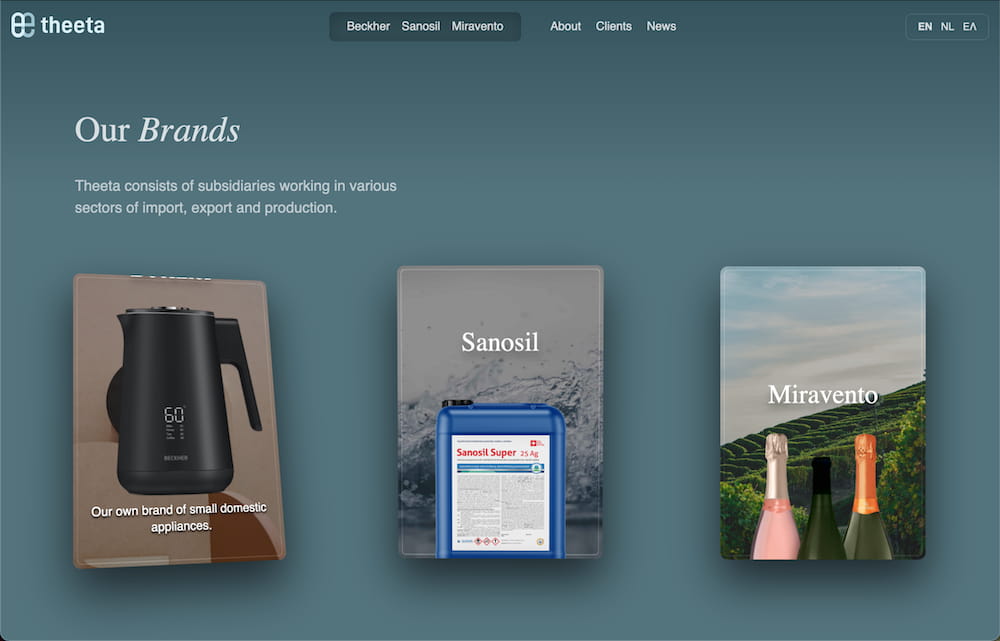 theeta
Beckher Sanosil Miravento
About Clients News
EN NL ΕΛ
Our Brands
Theeta consists of subsidiaries working in various
sectors of import, export and production.
60°
BECKHER
Our own brand of small domestic
appliances.
Sanosil
Sanosil Super 25 Ag
Miravento